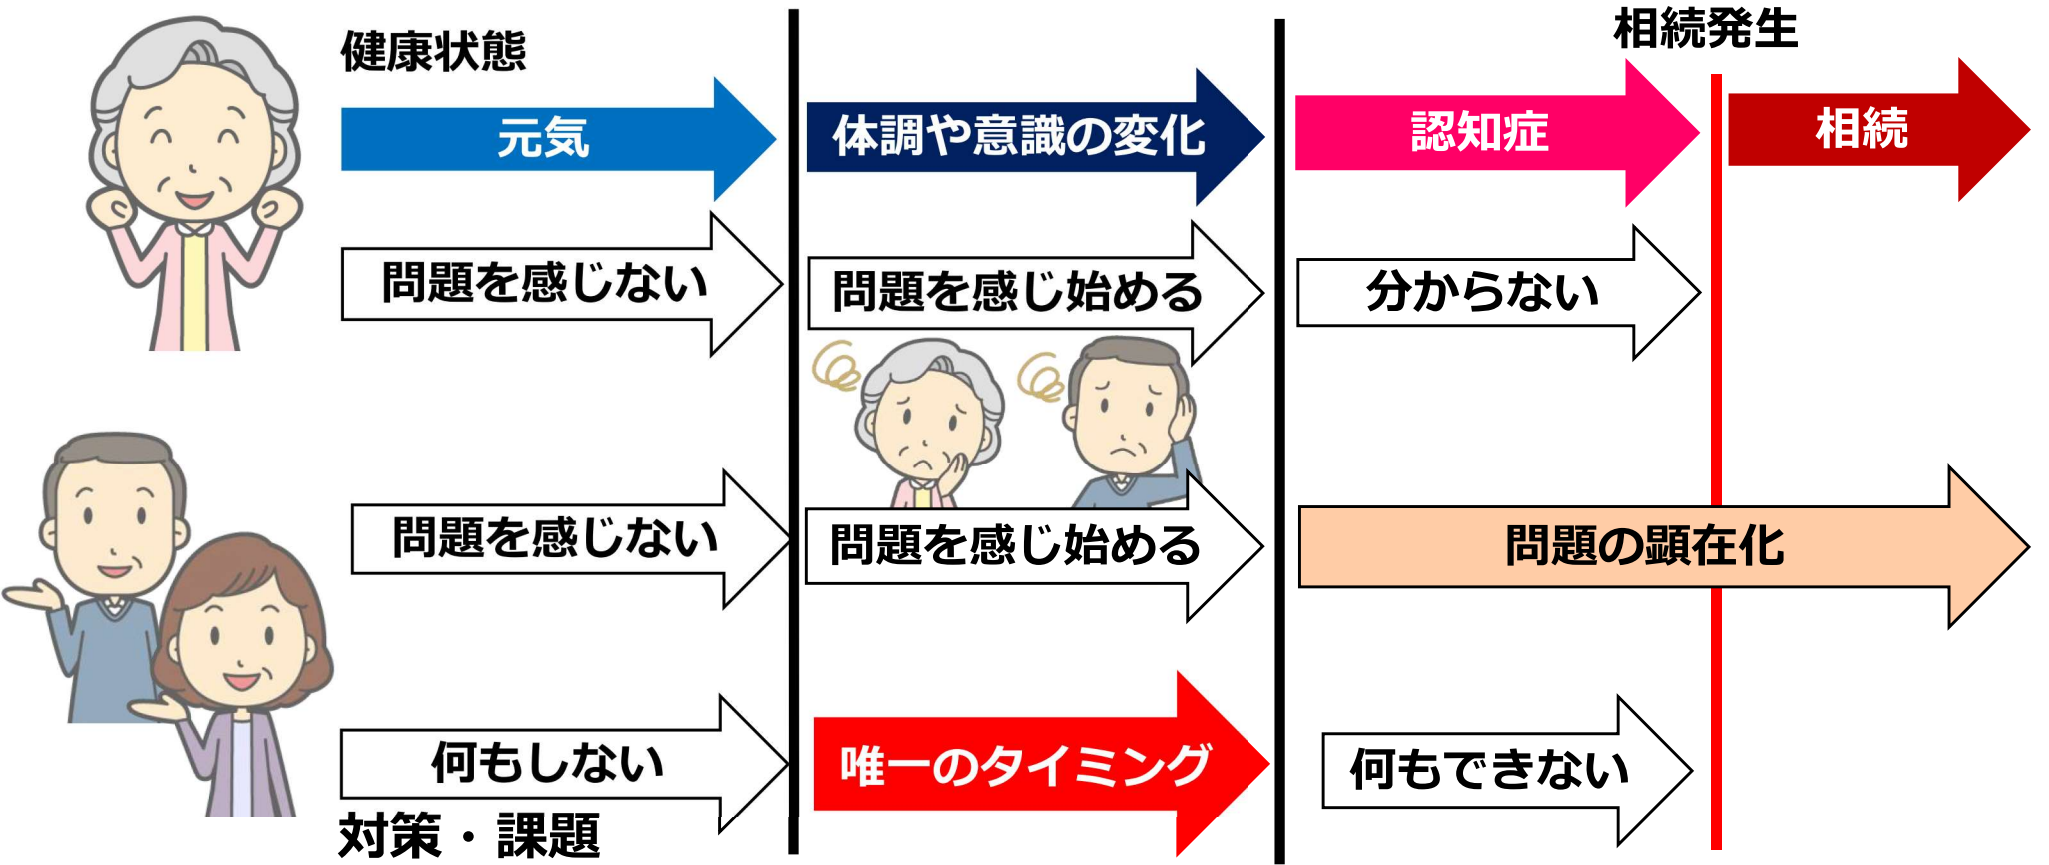 健康状態
相続発生
元気
体調や意識の変化
認知症
相続
問題を感じない
問題を感じ始める
分からない
問題を感じない
問題を感じ始める
問題の顕在化
何もしない
唯一のタイミング
何もできない
対策・課題